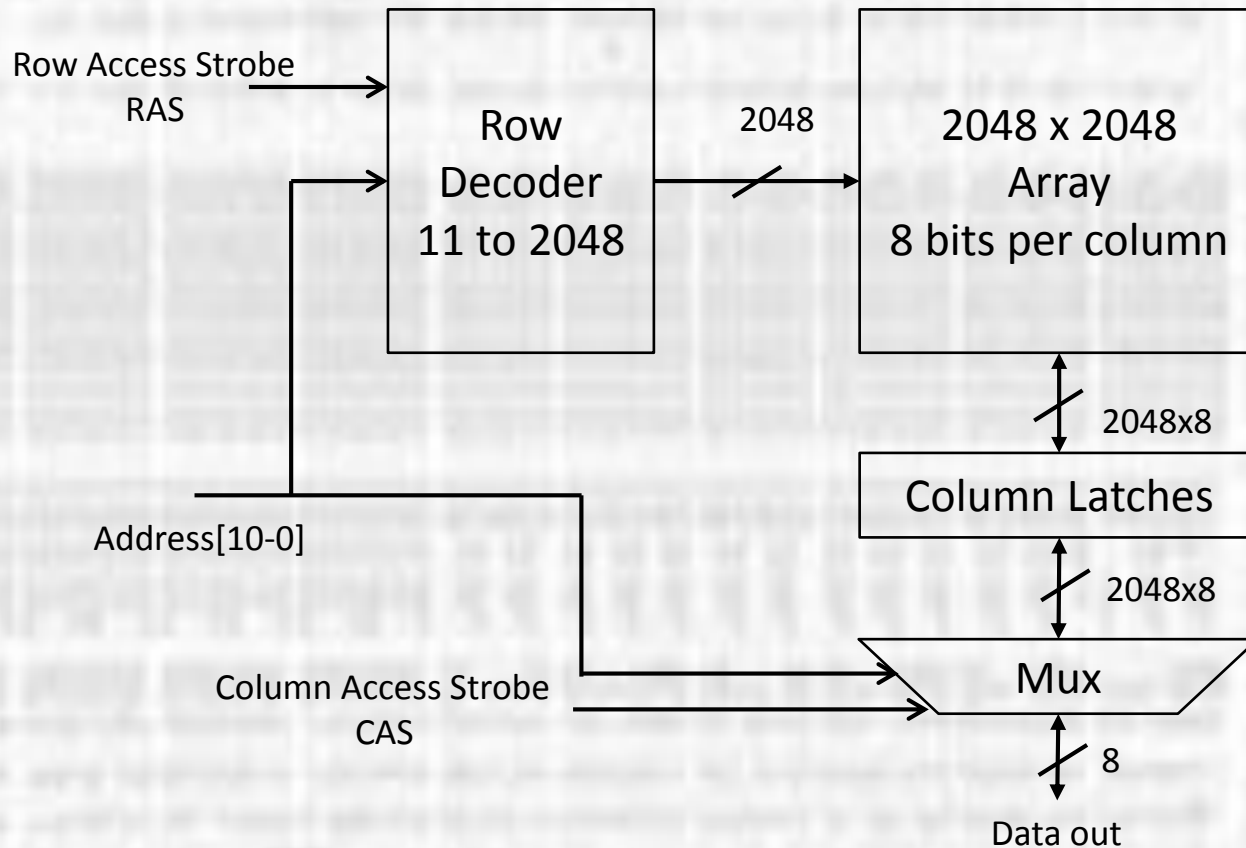 Row Access Strobe
RAS
Row
Decoder
11 to 2048
2048
2048 x 2048
Array
8 bits per column
2048x8
Column Latches
Address[10-0]
2048x8
Mux
Column Access Strobe
CAS
8
Data out